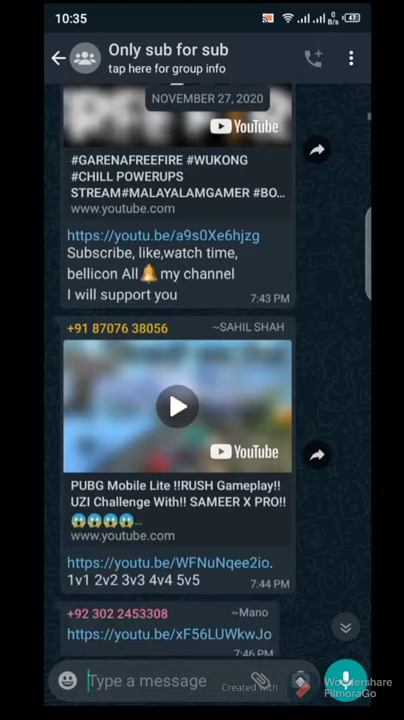 10:35
0
B/s
47
Only sub for sub
tap here for group info
NOVEMBER 27, 2020
YouTube
#GARENAFREEFIRE #WUKONG
#CHILL POWERUPS
STREAM#MALAYALAMGAMER #BO...
www.youtube.com
https://youtu.be/a9s0Xe6hjzg
Subscribe, like,watch time,
bellicon All🔔my channel
I will support you
7:43 PM
+91 87076 38056
~SAHIL SHAH
YouTube
PUBG Mobile Lite !!RUSH Gameplay!!
UZI Challenge With!! SAMEER X PRO!!
😱😱😱😱...
www.youtube.com
https://youtu.be/WFNuNqee2io.
1v1 2v2 3v3 4v4 5v5
7:44 PM
+92 302 2453308
~Mano
https://youtu.be/xF56LUWkwJo
7:46 PM
Type a message
Created with
Wondershare
FilmoraGo